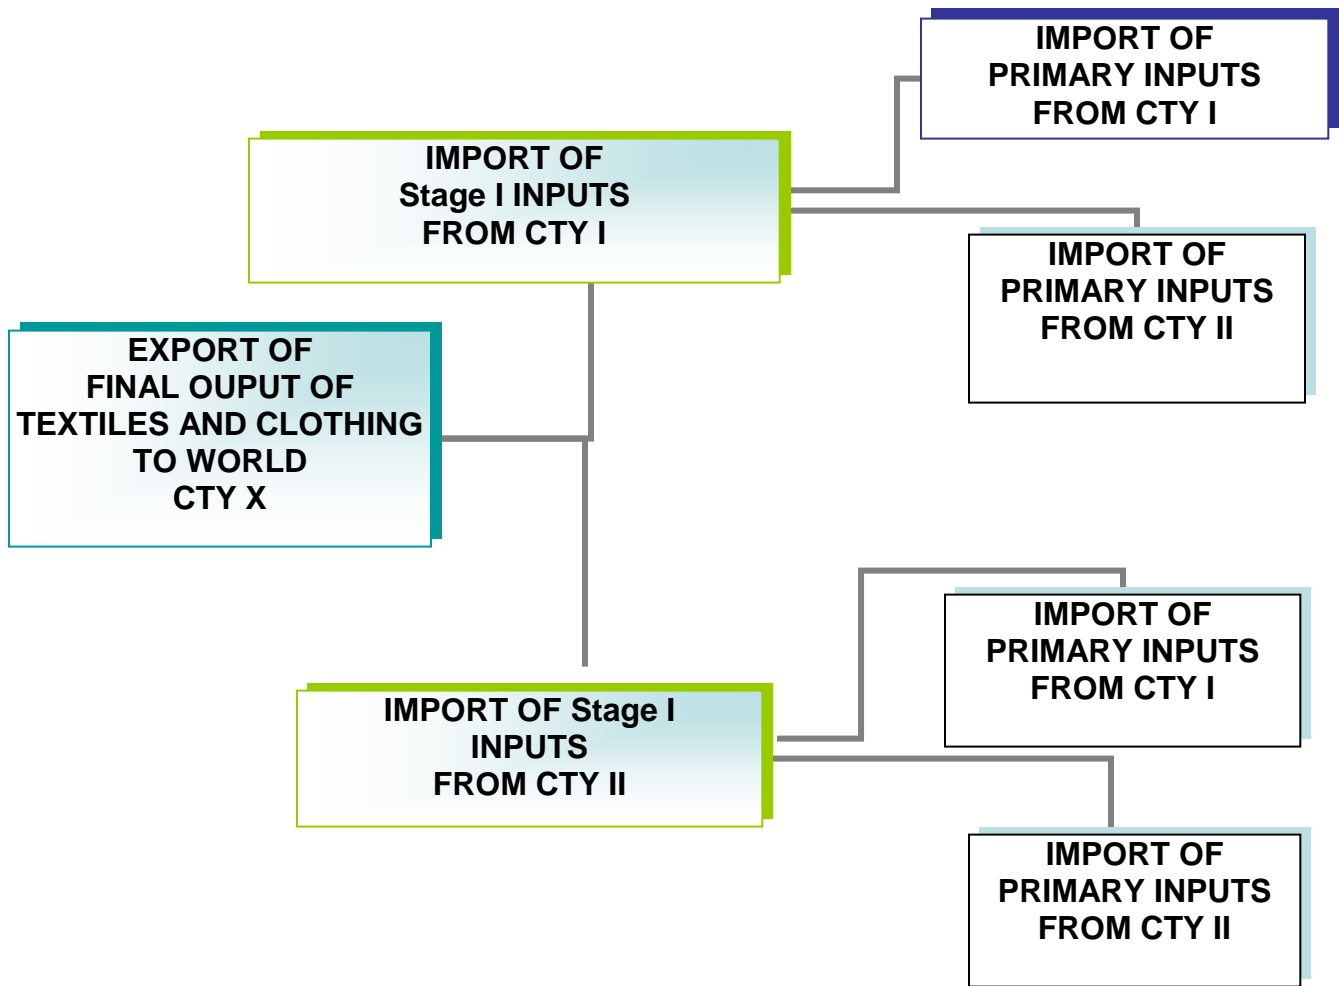 IMPORT OF
PRIMARY INPUTS
FROM CTY I
IMPORT OF
Stage I INPUTS
FROM CTY I
IMPORT OF
PRIMARY INPUTS
FROM CTY II
EXPORT OF
FINAL OUPUT OF
TEXTILES AND CLOTHING
TO WORLD
CTY X
IMPORT OF
PRIMARY INPUTS
FROM CTY I
IMPORT OF Stage I
INPUTS
FROM CTY II
IMPORT OF
PRIMARY INPUTS
FROM CTY II